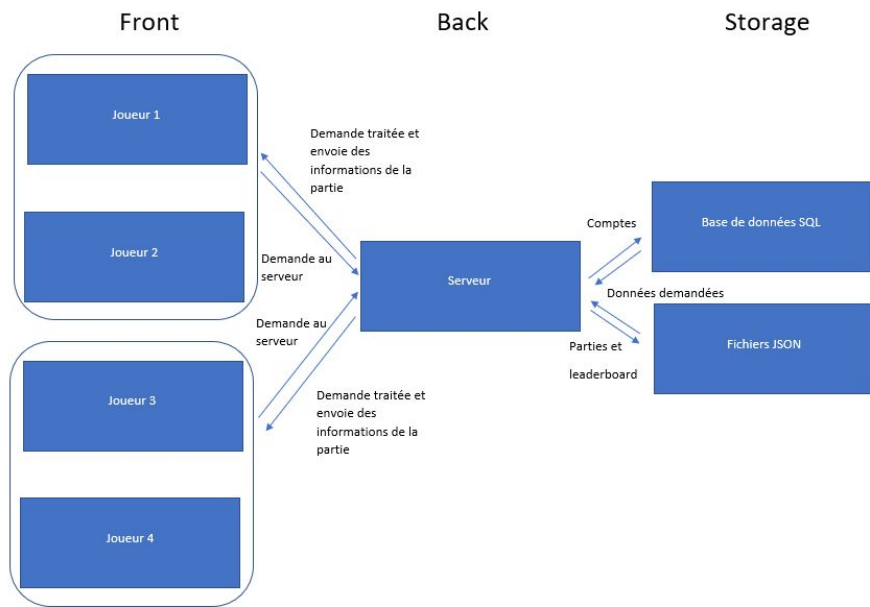 Front
Back
Storage
Joueur 1
Demande traitée et
envoie des
informations de la
partie
Joueur 2
Demande au
serveur
Serveur
Comptes
Base de données SQL
Données demandées
Demande au
serveur
Parties et
leaderboard
Fichiers JSON
Joueur 3
Demande traitée et
envoie des
informations de la
partie
Joueur 4